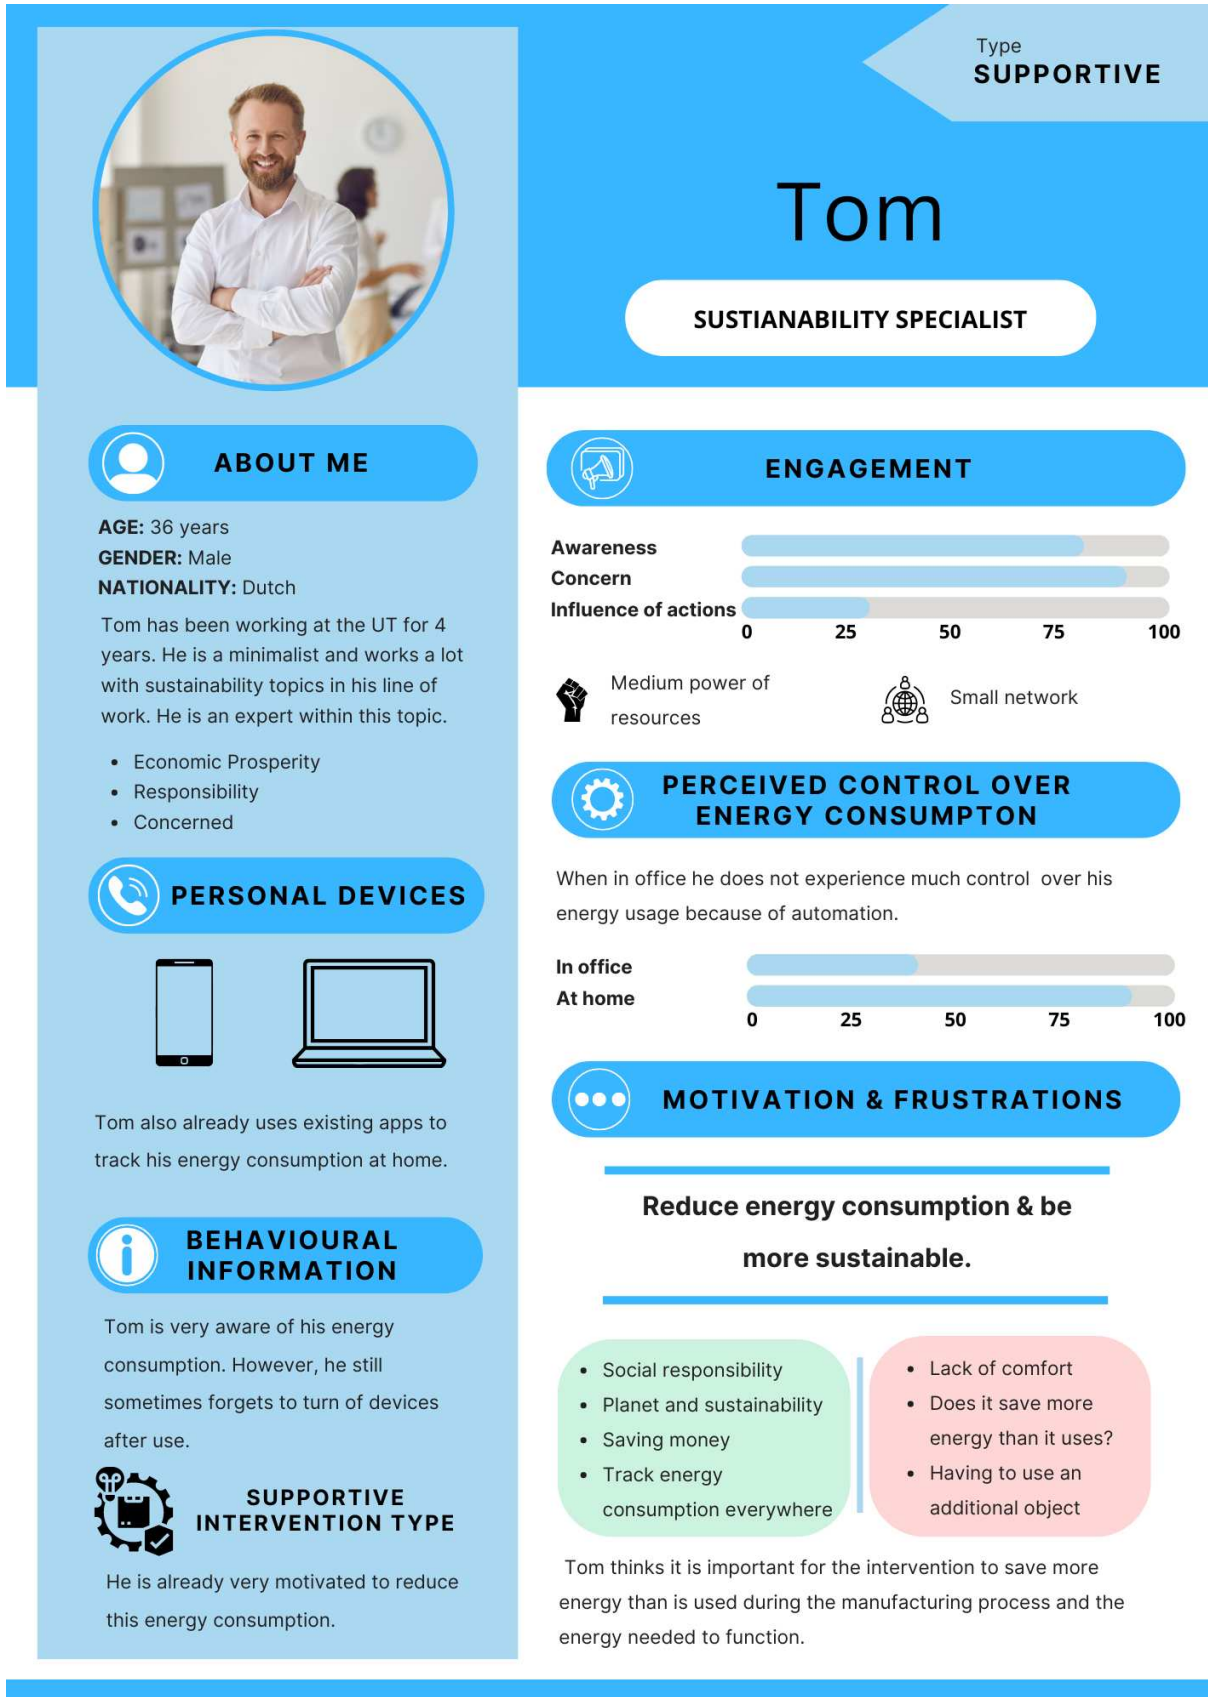 Type
SUPPORTIVE
Tom
SUSTIANABILITY SPECIALIST
ABOUT ME
AGE: 36 years
GENDER: Male
NATIONALITY: Dutch
Tom has been working at the UT for 4
years. He is a minimalist and works a lot
with sustainability topics in his line of
work. He is an expert within this topic.
• Economic Prosperity
• Responsibility
• Concerned
PERSONAL DEVICES
Tom also already uses existing apps to
track his energy consumption at home.
BEHAVIOURAL
INFORMATION
Tom is very aware of his energy
consumption. However, he still
sometimes forgets to turn of devices
after use.
SUPPORTIVE
INTERVENTION TYPE
He is already very motivated to reduce
this energy consumption.
ENGAGEMENT
Awareness
Concern
Influence of actions
0 25 50 75 100
Medium power of
resources
Small network
PERCEIVED CONTROL OVER
ENERGY CONSUMPTON
When in office he does not experience much control over his
energy usage because of automation.
In office
At home
0 25 50 75 100
MOTIVATION & FRUSTRATIONS
Reduce energy consumption & be
more sustainable.
• Social responsibility
• Planet and sustainability
• Saving money
• Track energy
consumption everywhere
• Lack of comfort
• Does it save more
energy than it uses?
• Having to use an
additional object
Tom thinks it is important for the intervention to save more
energy than is used during the manufacturing process and the
energy needed to function.